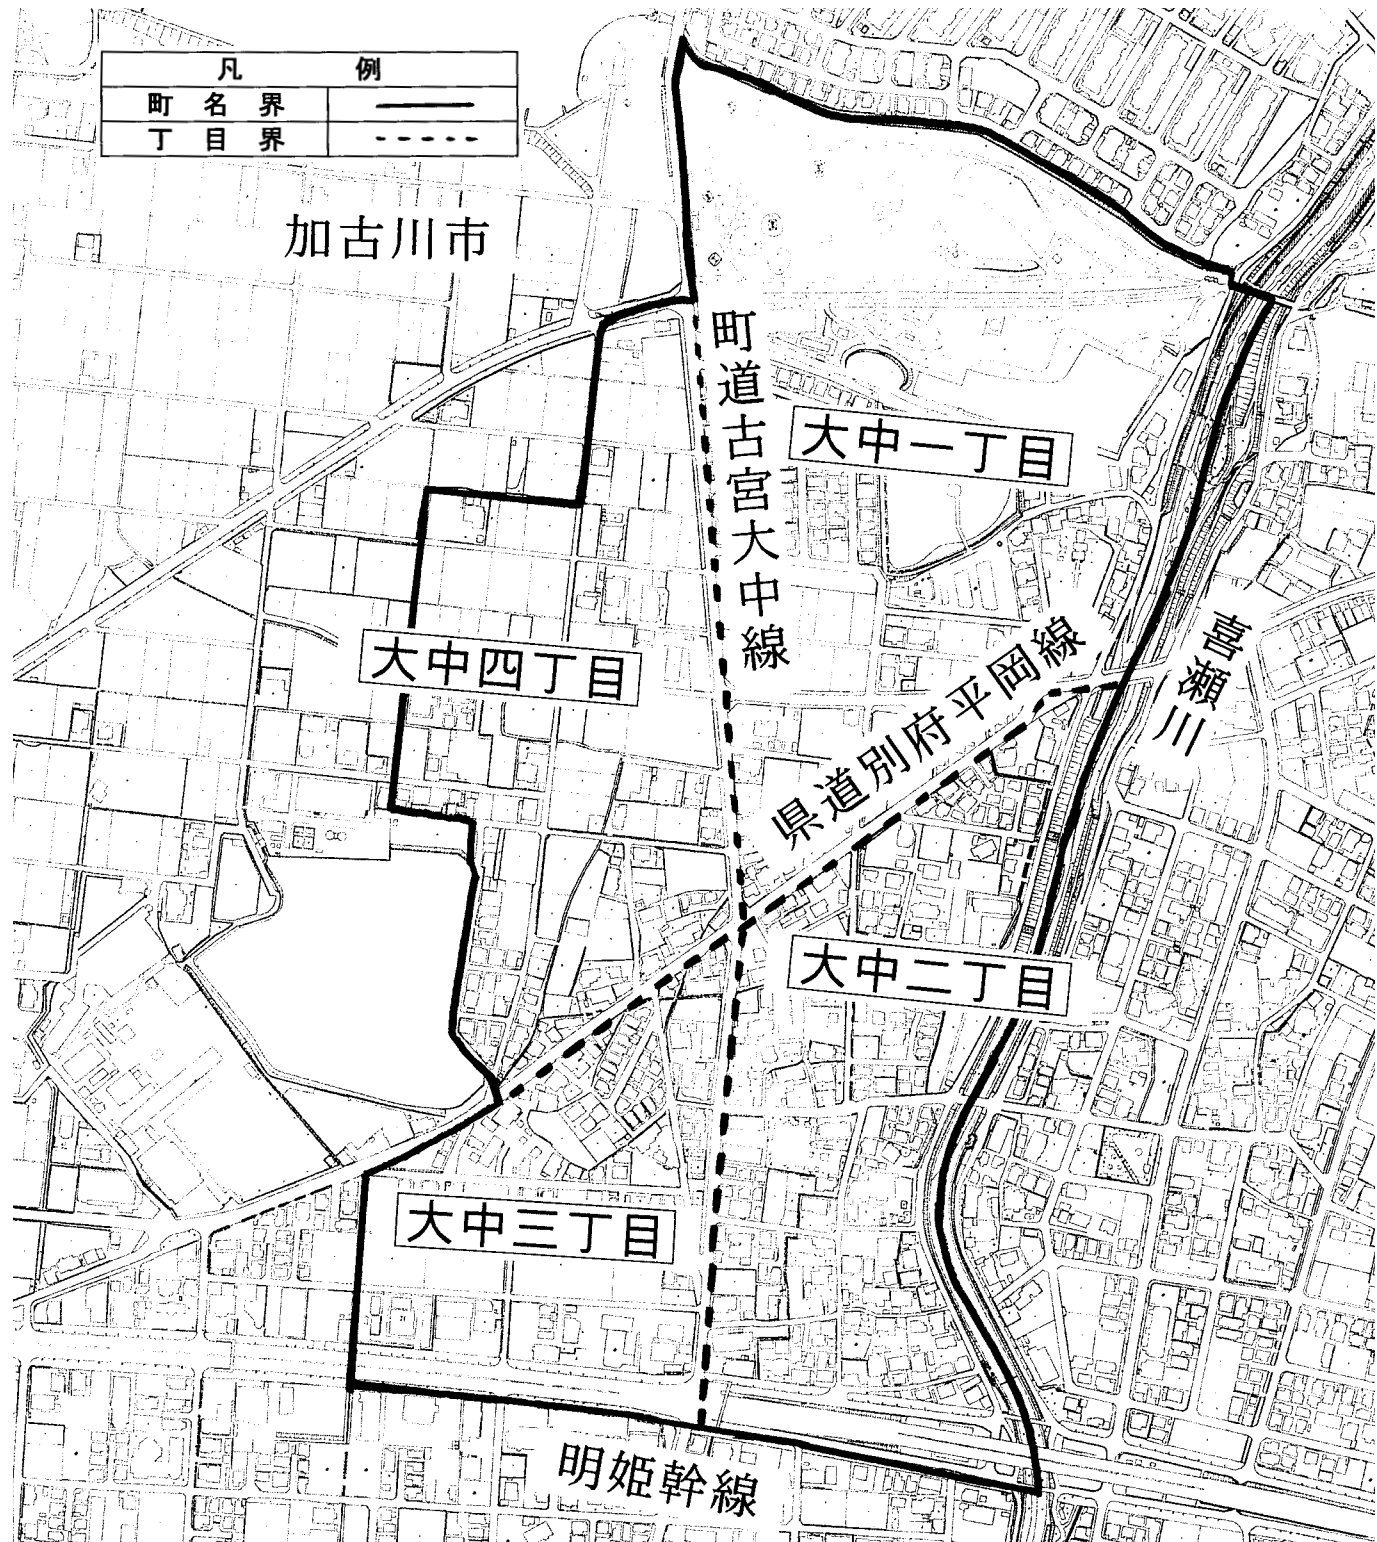 凡 例
町 名 界
丁 目 界
加古川市
町道古宮大中線
大中一丁目
喜瀬川
大中四丁目
県道別府平岡線
大中二丁目
大中三丁目
明姫幹線